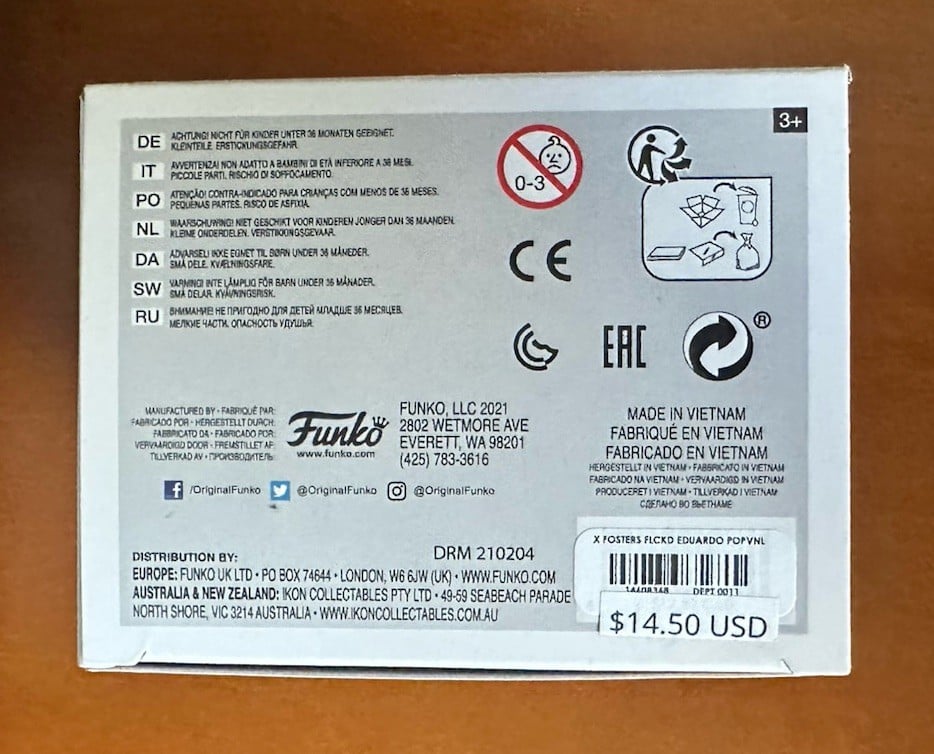 3+
DE ACHTUNG! NICHT FÜR KINDER UNTER 36 MONATEN GEEIGNET.
KLEINTEILE. ERSTICKUNGSGEFAHR.
IT AVVERTENZA! NON ADATTO A BAMBINI DI ETÀ INFERIORE A 36 MESI.
PICCOLE PARTI. RISCHIO DI SOFFOCAMENTO.
PO ATENÇÃO! CONTRA-INDICADO PARA CRIANÇAS COM MENOS DE 36 MESES.
PEQUENAS PARTES. RISCO DE ASFIXIA.
NL WAARSCHUWING! NIET GESCHIKT VOOR KINDEREN JONGER DAN 36 MAANDEN.
KLEINE ONDERDELEN. VERSTIKKINGSGEVAAR.
DA ADVARSEL! IKKE EGNET TIL BØRN UNDER 36 MÅNEDER.
SMÅ DELE. KVÆLNINGSFARE.
SW VARNING! INTE LÄMPLIG FÖR BARN UNDER 36 MÅNADER.
SMÅ DELAR. KVÄVNINGSRISK.
RU ВНИМАНИЕ! НЕ ПРИГОДНО ДЛЯ ДЕТЕЙ МЛАДШЕ 36 МЕСЯЦЕВ.
МЕЛКИЕ ЧАСТИ. ОПАСНОСТЬ УДУШЬЯ.
0-3
CE
EAC
®
MANUFACTURED BY • FABRIQUÉ PAR:
FABRICADO POR • HERGESTELLT DURCH:
FABBRICATO DA • FABRICADO POR:
VERVAARDIGD DOOR • FREMSTILLET AF:
TILLVERKAD AV • ПРОИЗВОДИТЕЛЬ:
Funko
www.funko.com
FUNKO, LLC 2021
2802 WETMORE AVE
EVERETT, WA 98201
(425) 783-3616
/OriginalFunko @OriginalFunko @OriginalFunko
MADE IN VIETNAM
FABRIQUÉ EN VIETNAM
FABRICADO EN VIETNAM
HERGESTELLT IN VIETNAM • FABBRICATO IN VIETNAM
FABRICADO NA VIETNAM • VERVAARDIGD IN VIETNAM
PRODUCERET I VIETNAM • TILLVERKAD I VIETNAM
СДЕЛАНО ВО ВЬЕТНАМЕ
DISTRIBUTION BY:
DRM 210204
EUROPE: FUNKO UK LTD • PO BOX 74644 • LONDON, W6 6JW (UK) • WWW.FUNKO.COM
AUSTRALIA & NEW ZEALAND: IKON COLLECTABLES PTY LTD • 49-59 SEABEACH PARADE
NORTH SHORE, VIC 3214 AUSTRALIA • WWW.IKONCOLLECTABLES.COM.AU
X FOSTERS FLCKD EDUARDO POPVNL
DEPT 0011
$14.50 USD